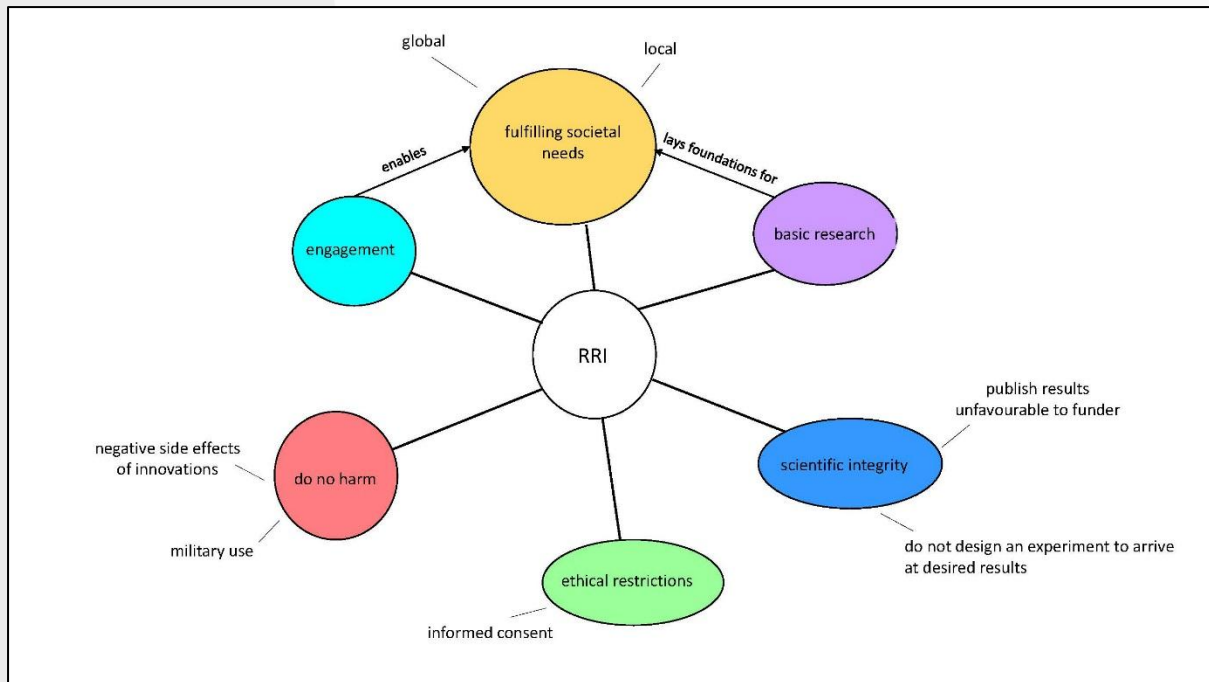 global
local
fulfilling societal
needs
enables
lays foundations for
engagement
basic research
RRI
publish results
unfavourable to funder
negative side effects
of innovations
do no harm
scientific integrity
military use
do not design an experiment to arrive
at desired results
ethical restrictions
informed consent